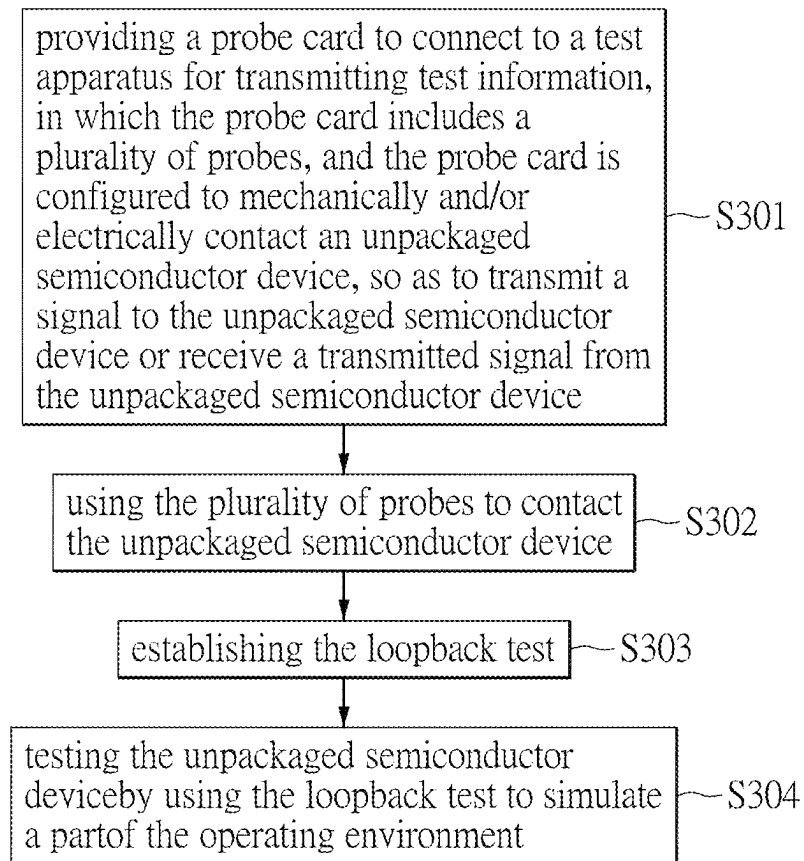 providing a probe card to connect to a test
apparatus for transmitting test information,
in which the probe card includes a
plurality of probes, and the probe card is
configured to mechanically and/or
electrically contact an unpackaged
semiconductor device, so as to transmit a
signal to the unpackaged semiconductor
device or receive a transmitted signal from
the unpackaged semiconductor device
S301
using the plurality of probes to contact
the unpackaged semiconductor device
S302
establishing the loopback test
S303
testing the unpackaged semiconductor
deviceby using the loopback test to simulate
a partof the operating environment
S304